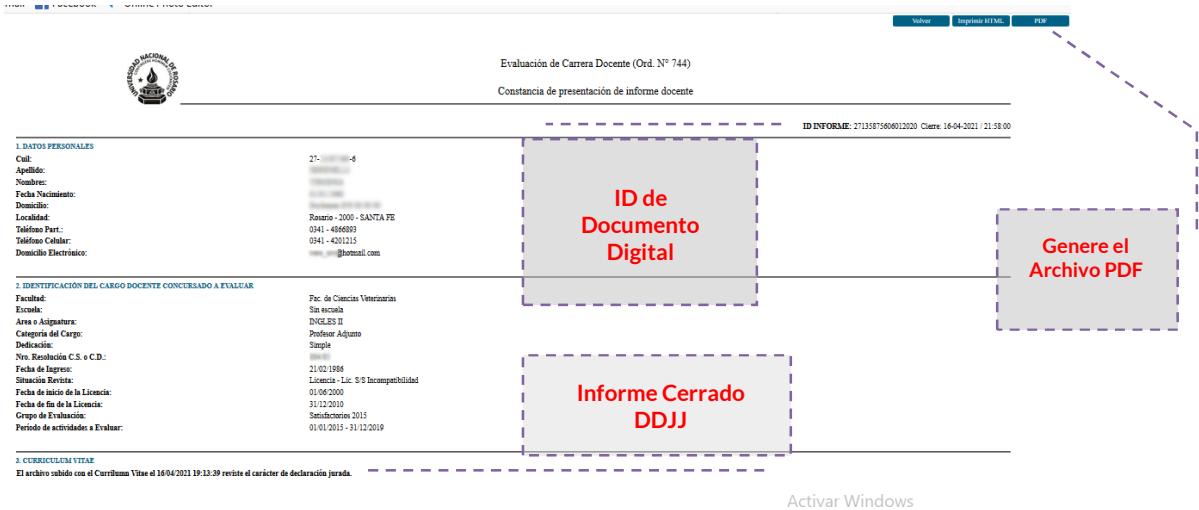 Volver Imprimir HTML PDF
UNIVERSIDAD NACIONAL DE ROSARIO
Evaluación de Carrera Docente (Ord. N° 744)
Constancia de presentación de informe docente
ID INFORME: 27135875606012020 Cierre: 16-04-2021 / 21:58:00
1. DATOS PERSONALES
Cuil: 27- -6
Apellido:
Nombres:
Fecha Nacimiento:
Domicilio:
Localidad: Rosario - 2000 - SANTA FE
Teléfono Part.: 0341 - 4866893
Teléfono Celular: 0341 - 4201215
Domicilio Electrónico: @hotmail.com
ID de
Documento
Digital
Genere el
Archivo PDF
2. IDENTIFICACIÓN DEL CARGO DOCENTE CONCURSADO A EVALUAR
Facultad: Fac. de Ciencias Veterinarias
Escuela: Sin escuela
Area o Asignatura: INGLES II
Categoría del Cargo: Profesor Adjunto
Dedicación: Simple
Nro. Resolución C.S. o C.D.:
Fecha de Ingreso: 21/02/1986
Situación Revista: Licencia - Lic. S/S Incompatibilidad
Fecha de inicio de la Licencia: 01/06/2000
Fecha de fin de la Licencia: 31/12/2010
Grupo de Evaluación: Satisfactorios 2015
Período de actividades a Evaluar: 01/01/2015 - 31/12/2019
Informe Cerrado
DDJJ
3. CURRICULUM VITAE
El archivo subido con el Currilumn Vitae el 16/04/2021 19:13:39 reviste el carácter de declaración jurada.
Activar Windows